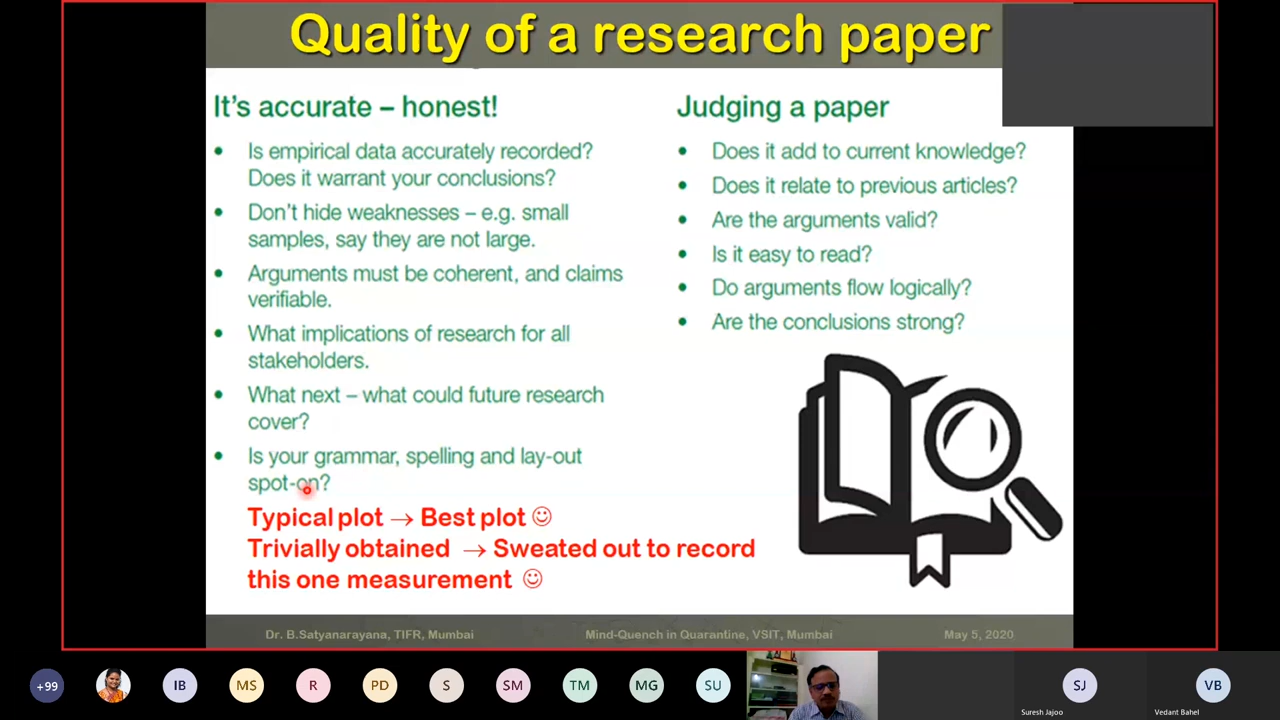 Quality of a research paper
It's accurate – honest!
• Is empirical data accurately recorded?
Does it warrant your conclusions?
• Don't hide weaknesses – e.g. small
samples, say they are not large.
• Arguments must be coherent, and claims
verifiable.
• What implications of research for all
stakeholders.
• What next – what could future research
cover?
• Is your grammar, spelling and lay-out
spot-on?
Typical plot → Best plot ☺
Trivially obtained → Sweated out to record
this one measurement ☺
Judging a paper
• Does it add to current knowledge?
• Does it relate to previous articles?
• Are the arguments valid?
• Is it easy to read?
• Do arguments flow logically?
• Are the conclusions strong?
Dr. B.Satyanarayana, TIFR, Mumbai
Mind-Quench in Quarantine, VSIT, Mumbai
May 5, 2020
+99
IB
MS
R
PD
S
SM
TM
MG
SU
SJ
Suresh Jajoo
VB
Vedant Bahel